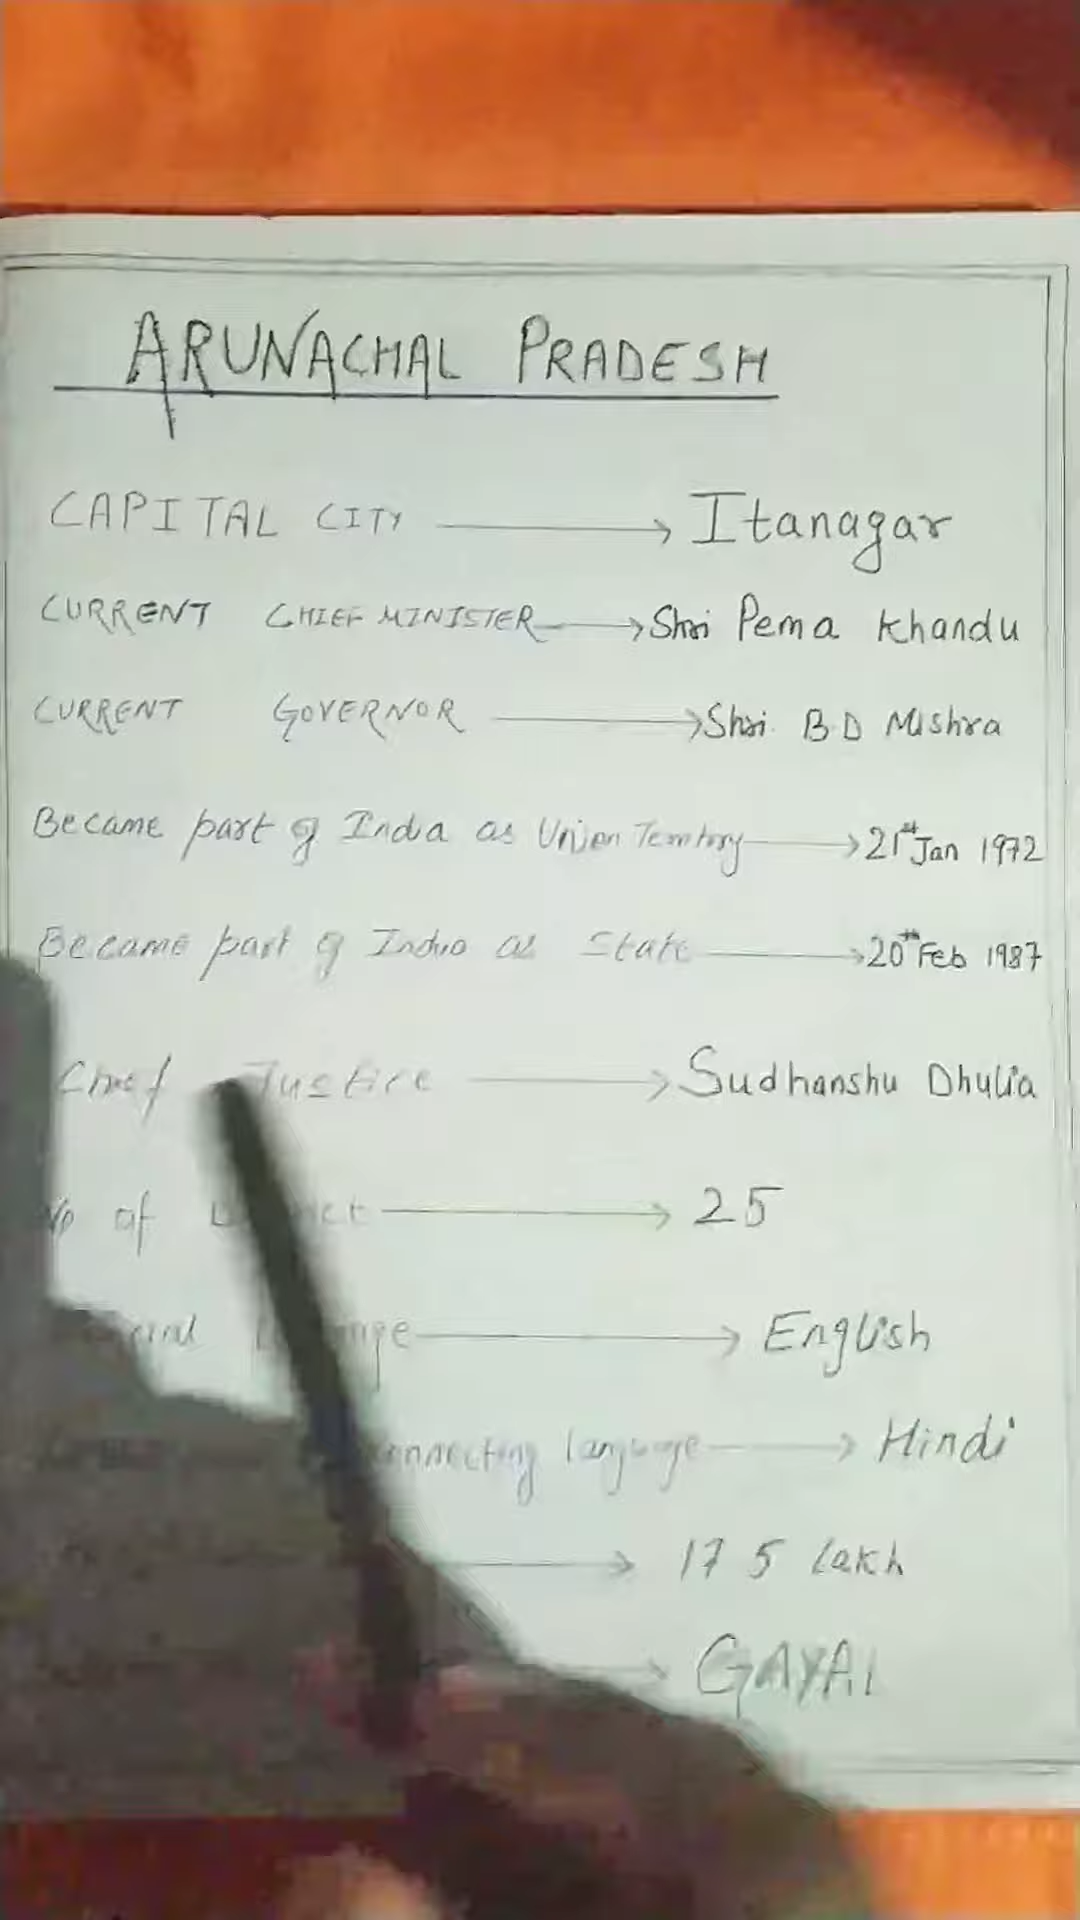 ARUNACHAL PRADESH
CAPITAL CITY → Itanagar
CURRENT CHIEF MINISTER → Shri Pema Khandu
CURRENT GOVERNOR → Shri B D Mishra
Became part of India as Union Territory → 21st Jan 1972
Became part of India as State → 20th Feb 1987
Chief Justice → Sudhanshu Dhulia
No of → 25
→ English
connecting language → Hindi
→ 17 5 Lakh
→ GAYAL